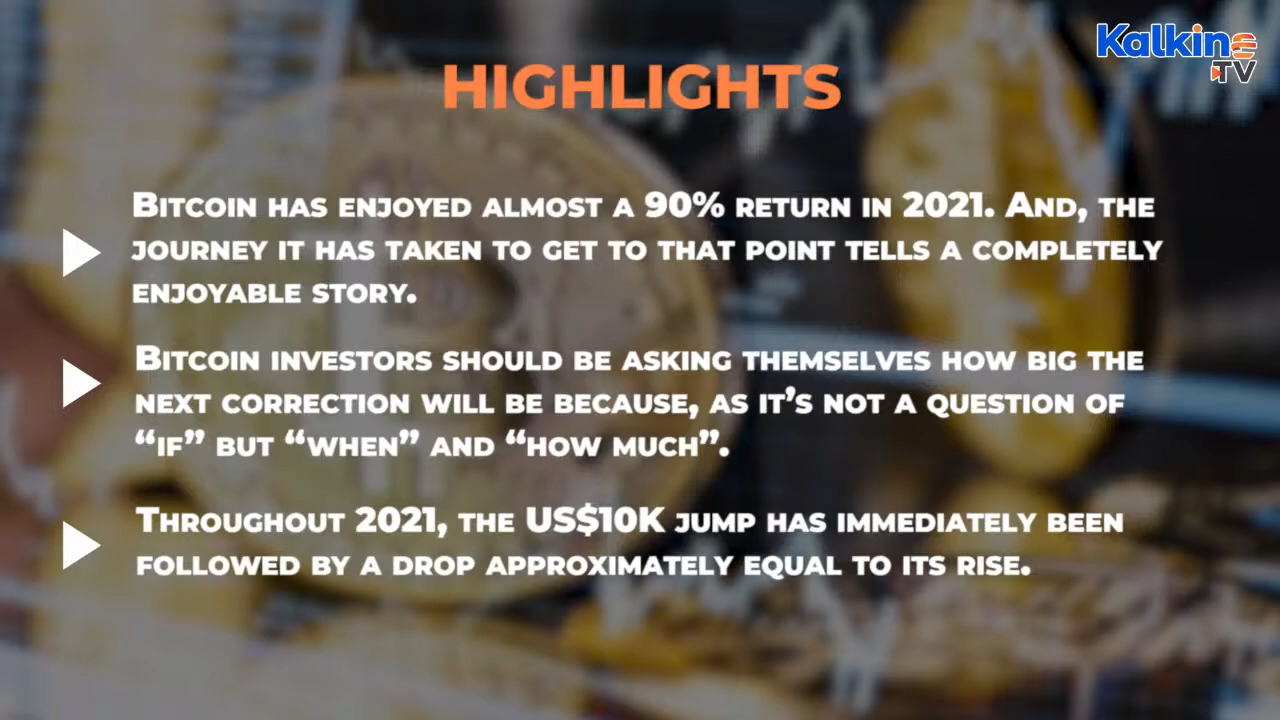 Kalkine
TV
HIGHLIGHTS
Bitcoin has enjoyed almost a 90% return in 2021. And, the
journey it has taken to get to that point tells a completely
enjoyable story.
Bitcoin investors should be asking themselves how big the
next correction will be because, as it’s not a question of
“if” but “when” and “how much”.
Throughout 2021, the US$10K jump has immediately been
followed by a drop approximately equal to its rise.